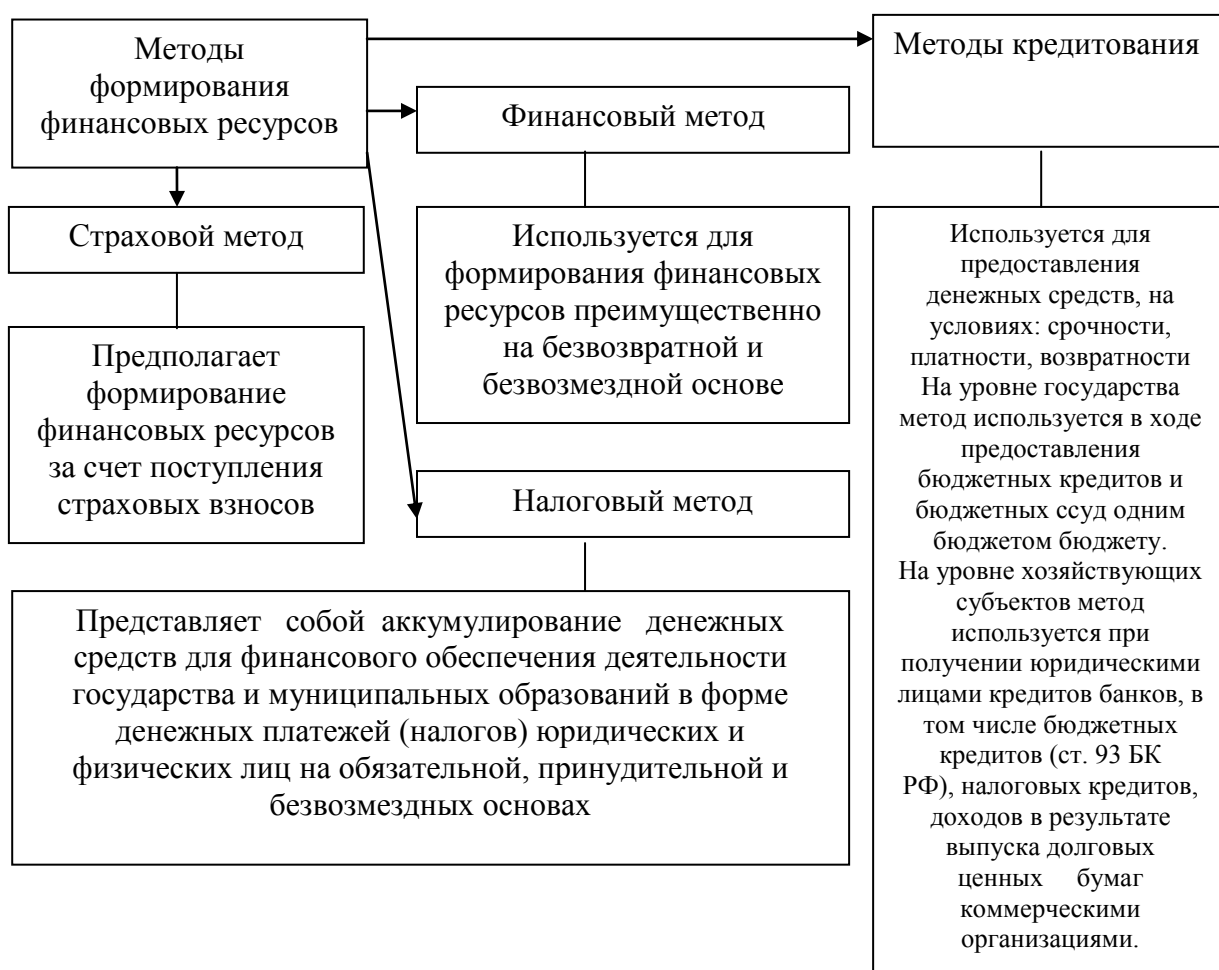 Методы
формирования
финансовых ресурсов
Методы кредитования
Финансовый метод
Страховой метод
Используется для
формирования финансовых
ресурсов преимущественно
на безвозвратной и
безвозмездной основе
Предполагает
формирование
финансовых ресурсов
за счет поступления
страховых взносов
Налоговый метод
Представляет собой аккумулирование денежных
средств для финансового обеспечения деятельности
государства и муниципальных образований в форме
денежных платежей (налогов) юридических и
физических лиц на обязательной, принудительной и
безвозмездных основах
Используется для
предоставления
денежных средств, на
условиях: срочности,
платности, возвратности
На уровне государства
метод используется в ходе
предоставления
бюджетных кредитов и
бюджетных ссуд одним
бюджетом бюджету.
На уровне хозяйствующих
субъектов метод
используется при
получении юридическими
лицами кредитов банков, в
том числе бюджетных
кредитов (ст. 93 БК
РФ), налоговых кредитов,
доходов в результате
выпуска долговых
ценных бумаг
коммерческими
организациями.